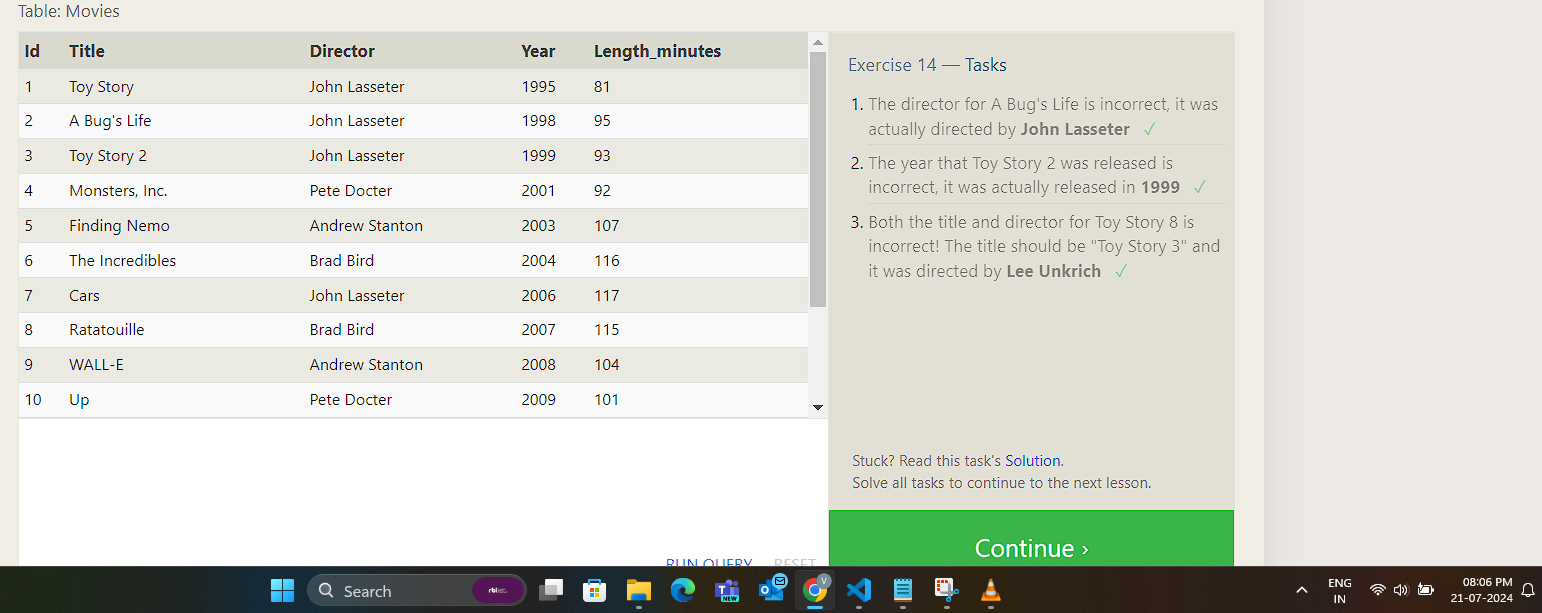 Table: Movies
Id Title Director Year Length_minutes
1 Toy Story John Lasseter 1995 81
2 A Bug's Life John Lasseter 1998 95
3 Toy Story 2 John Lasseter 1999 93
4 Monsters, Inc. Pete Docter 2001 92
5 Finding Nemo Andrew Stanton 2003 107
6 The Incredibles Brad Bird 2004 116
7 Cars John Lasseter 2006 117
8 Ratatouille Brad Bird 2007 115
9 WALL-E Andrew Stanton 2008 104
10 Up Pete Docter 2009 101
RUN QUERY RESET
Exercise 14 — Tasks
1. The director for A Bug's Life is incorrect, it was
actually directed by John Lasseter ✓
2. The year that Toy Story 2 was released is
incorrect, it was actually released in 1999 ✓
3. Both the title and director for Toy Story 8 is
incorrect! The title should be "Toy Story 3" and
it was directed by Lee Unkrich ✓
Stuck? Read this task's Solution.
Solve all tasks to continue to the next lesson.
Continue ›
Search
NEW
V
ENG
IN
08:06 PM
21-07-2024